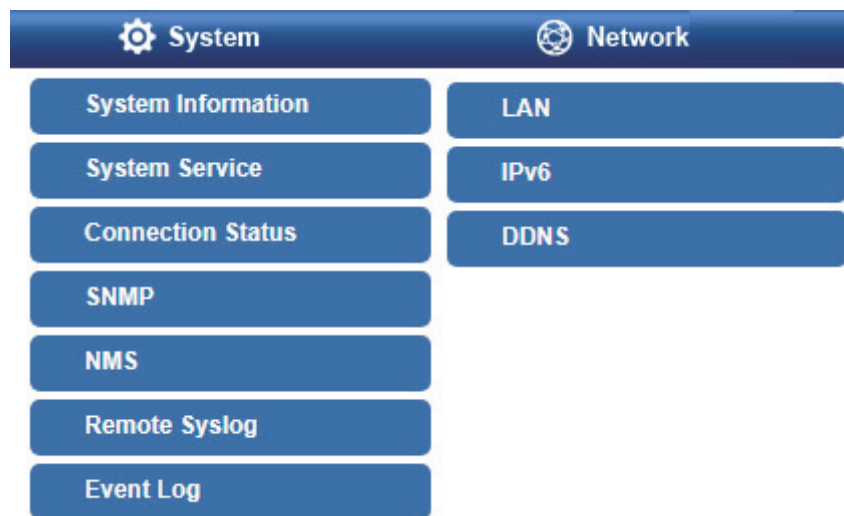 System
System Information
System Service
Connection Status
SNMP
NMS
Remote Syslog
Event Log
Network
LAN
IPv6
DDNS